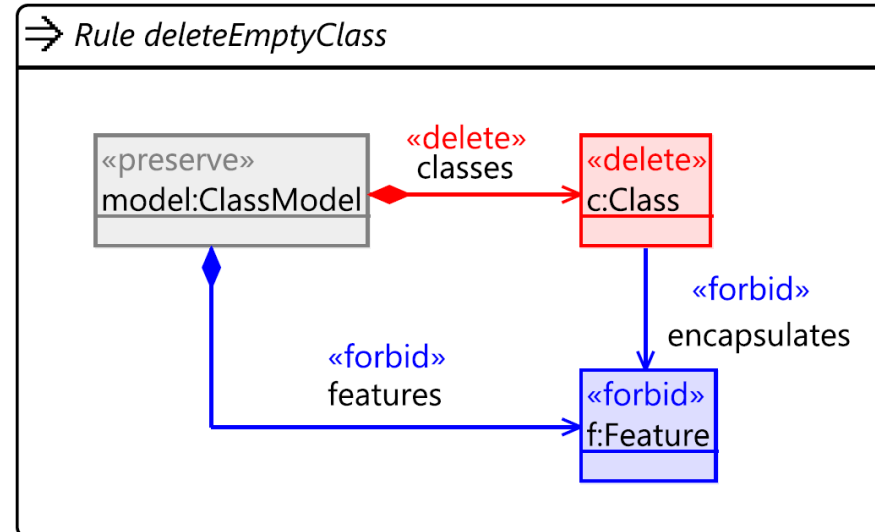 Rule deleteEmptyClass
«delete»
classes
«preserve»
model:ClassModel
«delete»
c:Class
«forbid»
encapsulates
«forbid»
features
«forbid»
f:Feature